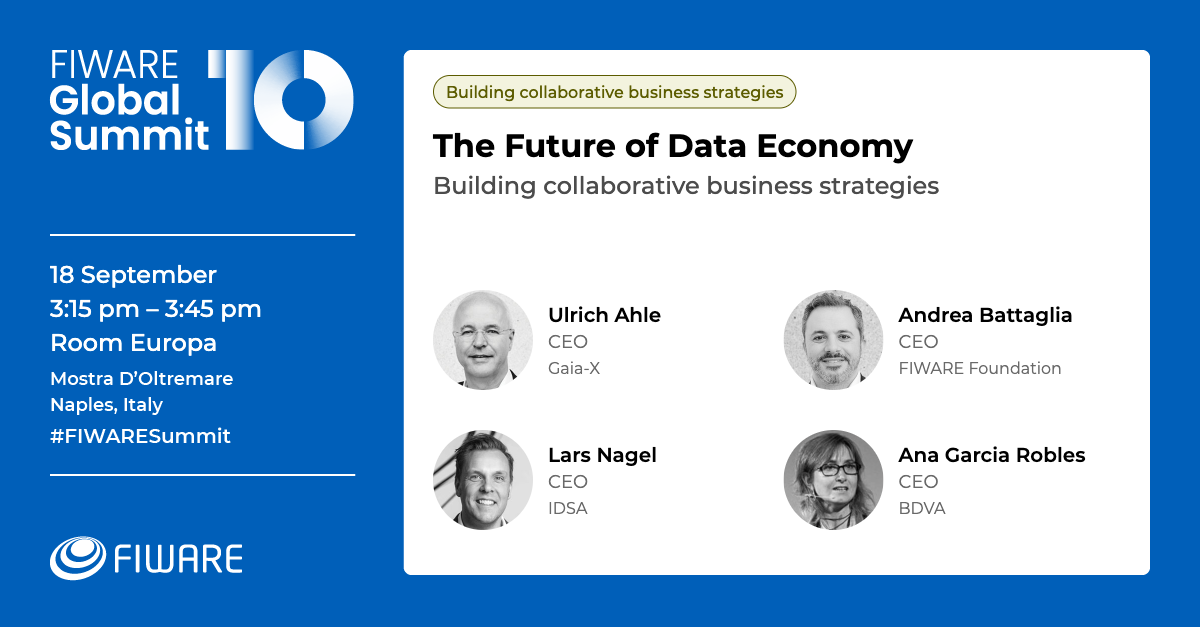 FIWARE
Global
Summit
10
18 September
3:15 pm – 3:45 pm
Room Europa
Mostra D’Oltremare
Naples, Italy
#FIWARESummit
FIWARE
Building collaborative business strategies
The Future of Data Economy
Building collaborative business strategies
Ulrich Ahle
CEO
Gaia-X
Andrea Battaglia
CEO
FIWARE Foundation
Lars Nagel
CEO
IDSA
Ana Garcia Robles
CEO
BDVA